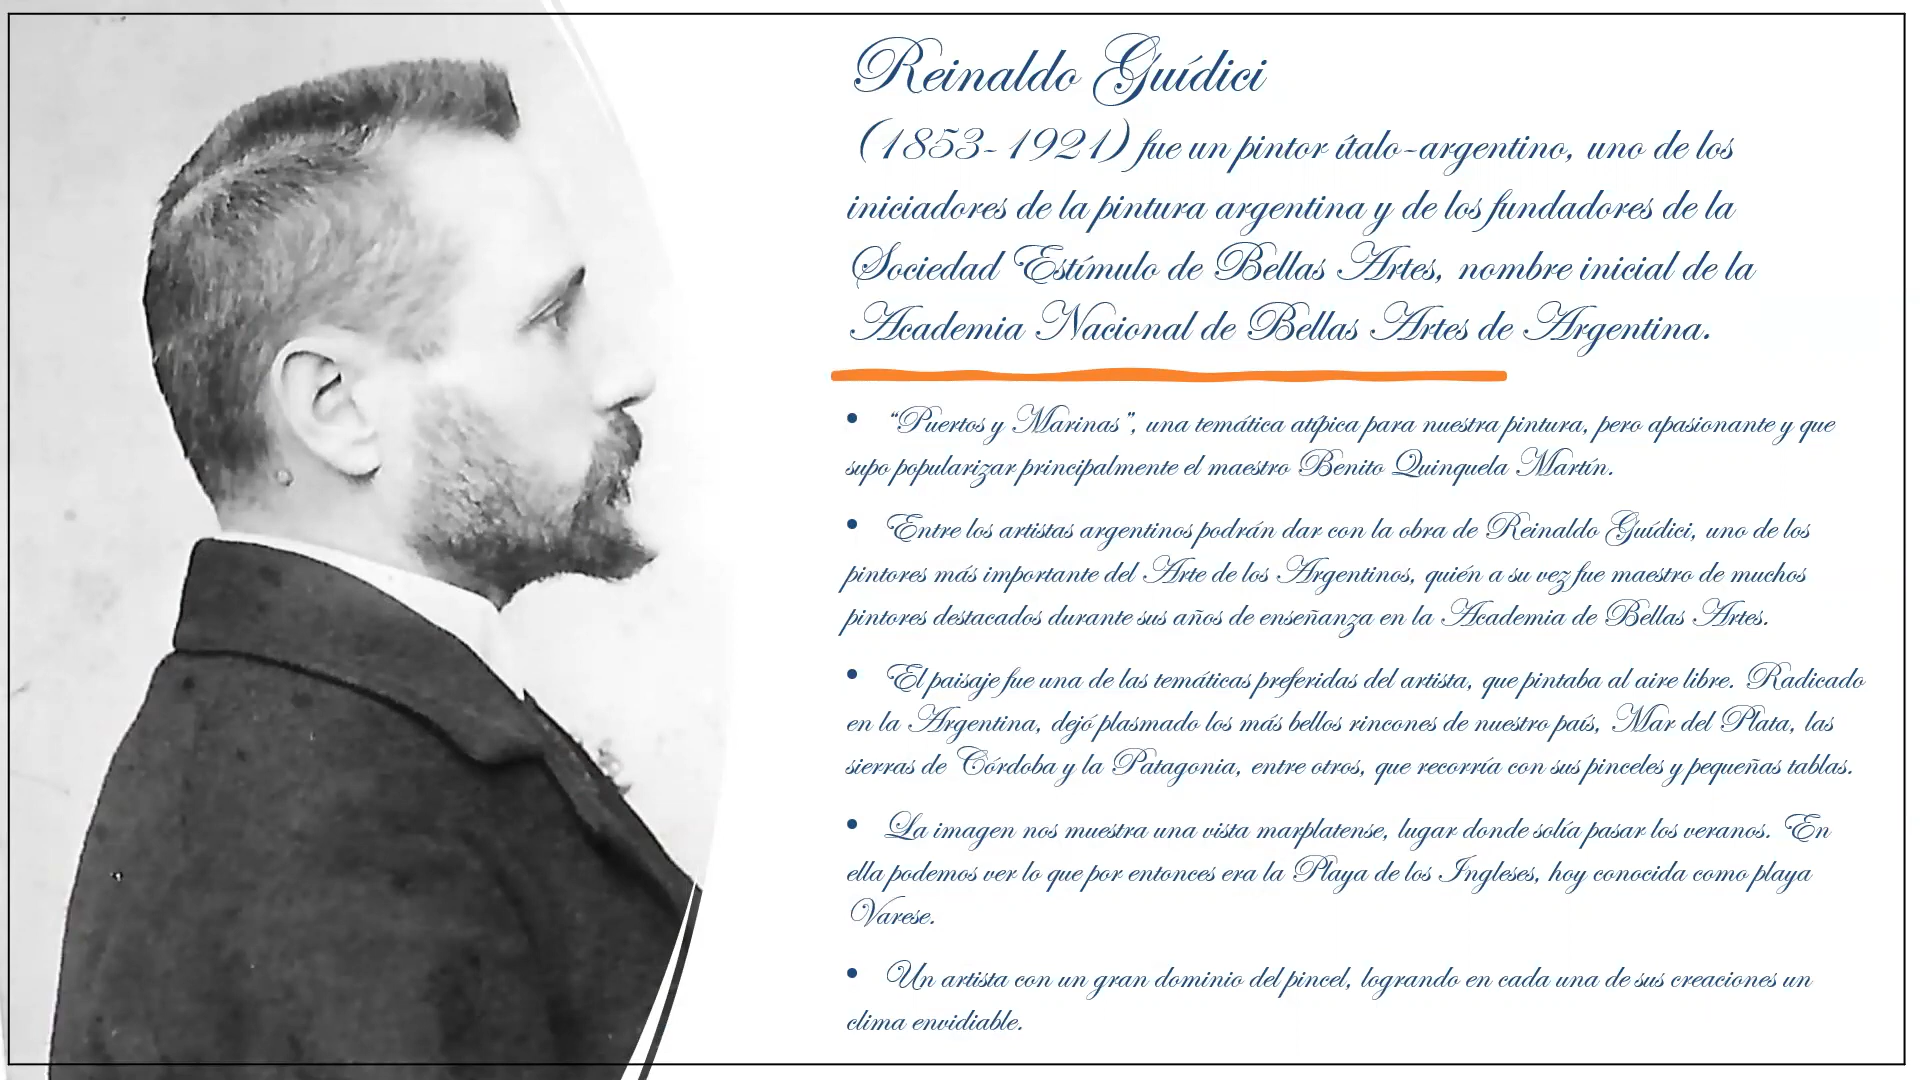 Reinaldo Guídici
(1853-1921) fue un pintor ítalo-argentino, uno de los
iniciadores de la pintura argentina y de los fundadores de la
Sociedad Estímulo de Bellas Artes, nombre inicial de la
Academia Nacional de Bellas Artes de Argentina.
• “Puertos y Marinas”, una temática atípica para nuestra pintura, pero apasionante y que
supo popularizar principalmente el maestro Benito Quinquela Martín.
• Entre los artistas argentinos podrán dar con la obra de Reinaldo Guídici, uno de los
pintores más importante del Arte de los Argentinos, quién a su vez fue maestro de muchos
pintores destacados durante sus años de enseñanza en la Academia de Bellas Artes.
• El paisaje fue una de las temáticas preferidas del artista, que pintaba al aire libre. Radicado
en la Argentina, dejó plasmado los más bellos rincones de nuestro país, Mar del Plata, las
sierras de Córdoba y la Patagonia, entre otros, que recorría con sus pinceles y pequeñas tablas.
• La imagen nos muestra una vista marplatense, lugar donde solía pasar los veranos. En
ella podemos ver lo que por entonces era la Playa de los Ingleses, hoy conocida como playa
Varese.
• Un artista con un gran dominio del pincel, logrando en cada una de sus creaciones un
clima envidiable.